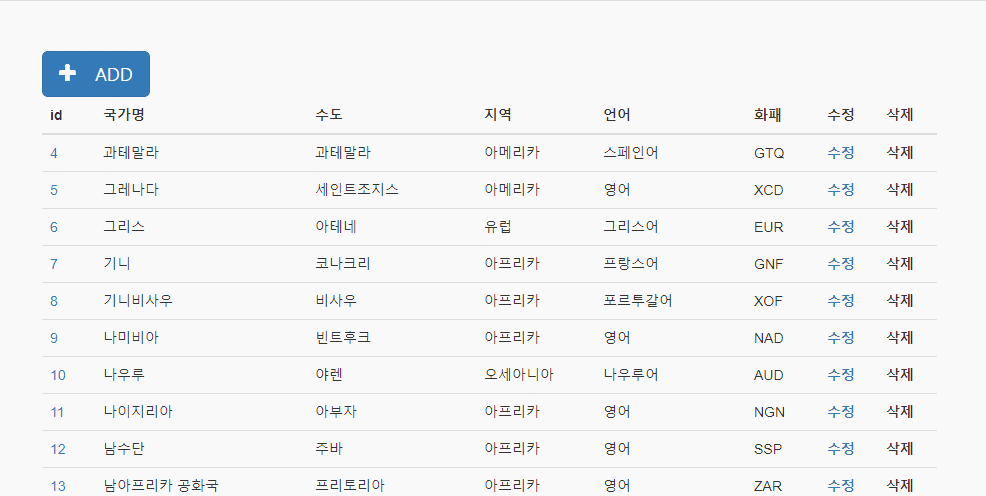 ADD
id 국가명 수도 지역 언어 화패 수정 삭제
4 과테말라 과테말라 아메리카 스페인어 GTQ 수정 삭제
5 그레나다 세인트조지스 아메리카 영어 XCD 수정 삭제
6 그리스 아테네 유럽 그리스어 EUR 수정 삭제
7 기니 코나크리 아프리카 프랑스어 GNF 수정 삭제
8 기니비사우 비사우 아프리카 포르투갈어 XOF 수정 삭제
9 나미비아 빈트후크 아프리카 영어 NAD 수정 삭제
10 나우루 야렌 오세아니아 나우루어 AUD 수정 삭제
11 나이지리아 아부자 아프리카 영어 NGN 수정 삭제
12 남수단 주바 아프리카 영어 SSP 수정 삭제
13 남아프리카 공화국 프리토리아 아프리카 영어 ZAR 수정 삭제